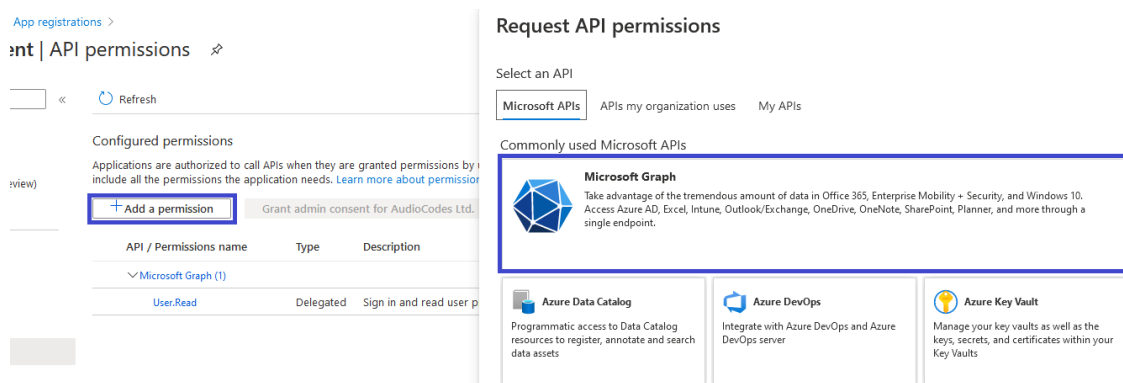 App registrations >
ent | API permissions
«
Refresh
Configured permissions
Applications are authorized to call APIs when they are granted permissions by
include all the permissions the application needs. Learn more about permission
eview)
+ Add a permission
Grant admin consent for AudioCodes Ltd.
API / Permissions name Type Description
Microsoft Graph (1)
User.Read Delegated Sign in and read user p
Request API permissions
Select an API
Microsoft APIs APIs my organization uses My APIs
Commonly used Microsoft APIs
Microsoft Graph
Take advantage of the tremendous amount of data in Office 365, Enterprise Mobility + Security, and Windows 10.
Access Azure AD, Excel, Intune, Outlook/Exchange, OneDrive, OneNote, SharePoint, Planner, and more through a
single endpoint.
Azure Data Catalog
Programmatic access to Data Catalog
resources to register, annotate and search
data assets
Azure DevOps
Integrate with Azure DevOps and Azure
DevOps server
Azure Key Vault
Manage your key vaults as well as the
keys, secrets, and certificates within your
Key Vaults